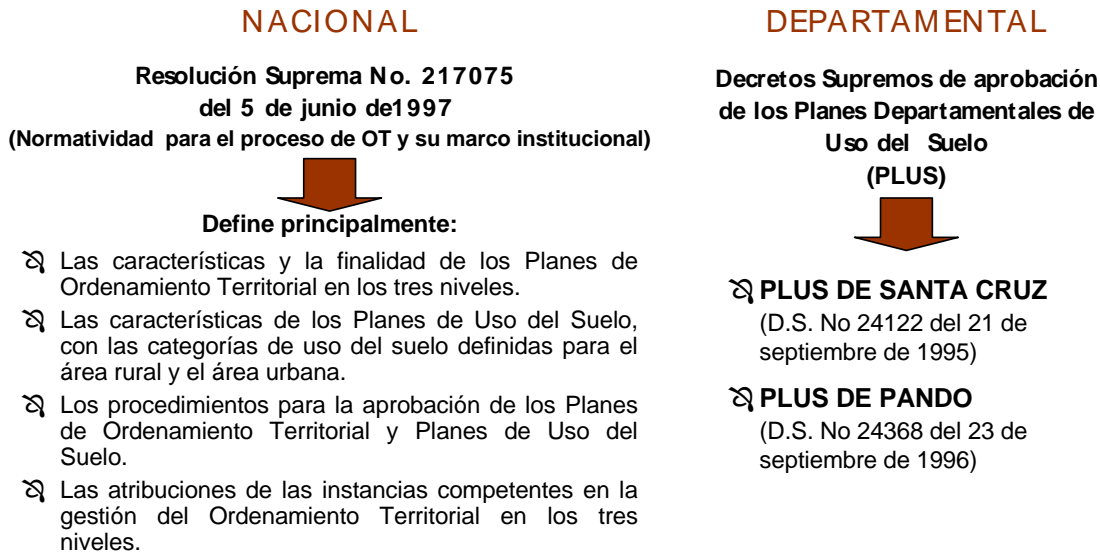 NACIONAL
Resolución Suprema No. 217075
del 5 de junio de1997
(Normatividad para el proceso de OT y su marco institucional)
Define principalmente:
Las características y la finalidad de los Planes de
Ordenamiento Territorial en los tres niveles.
Las características de los Planes de Uso del Suelo,
con las categorías de uso del suelo definidas para el
área rural y el área urbana.
Los procedimientos para la aprobación de los Planes
de Ordenamiento Territorial y Planes de Uso del
Suelo.
Las atribuciones de las instancias competentes en la
gestión del Ordenamiento Territorial en los tres
niveles.
DEPARTAMENTAL
Decretos Supremos de aprobación
de los Planes Departamentales de
Uso del Suelo
(PLUS)
PLUS DE SANTA CRUZ
(D.S. No 24122 del 21 de
septiembre de 1995)
PLUS DE PANDO
(D.S. No 24368 del 23 de
septiembre de 1996)